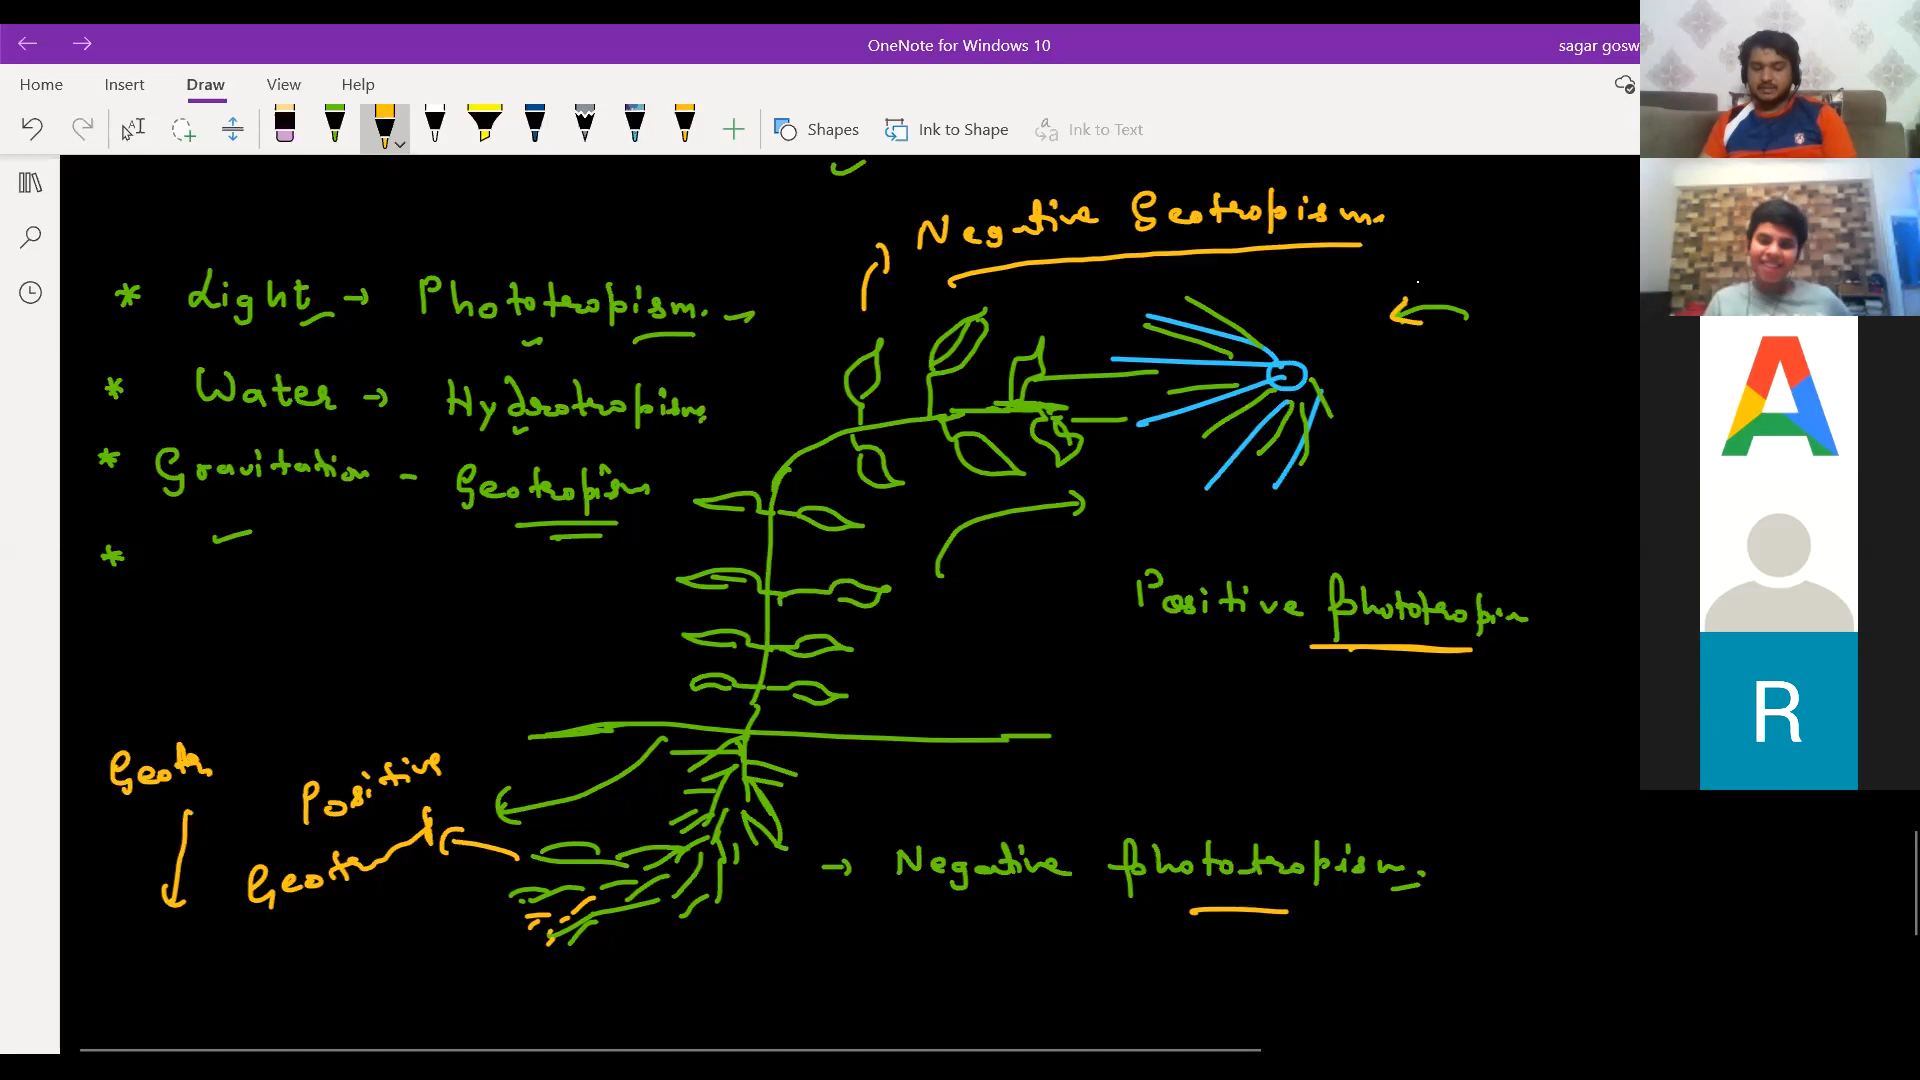 OneNote for Windows 10
sagar gosw
Home Insert Draw View Help
Shapes Ink to Shape Ink to Text
Negative Geotropism.
* Light → Phototropism.
* Water → Hydrotropism
* Gravitation - Geotropism
*
Positive phototropism
Geotr
Positive
Geotr
→ Negative phototropism.
A
R